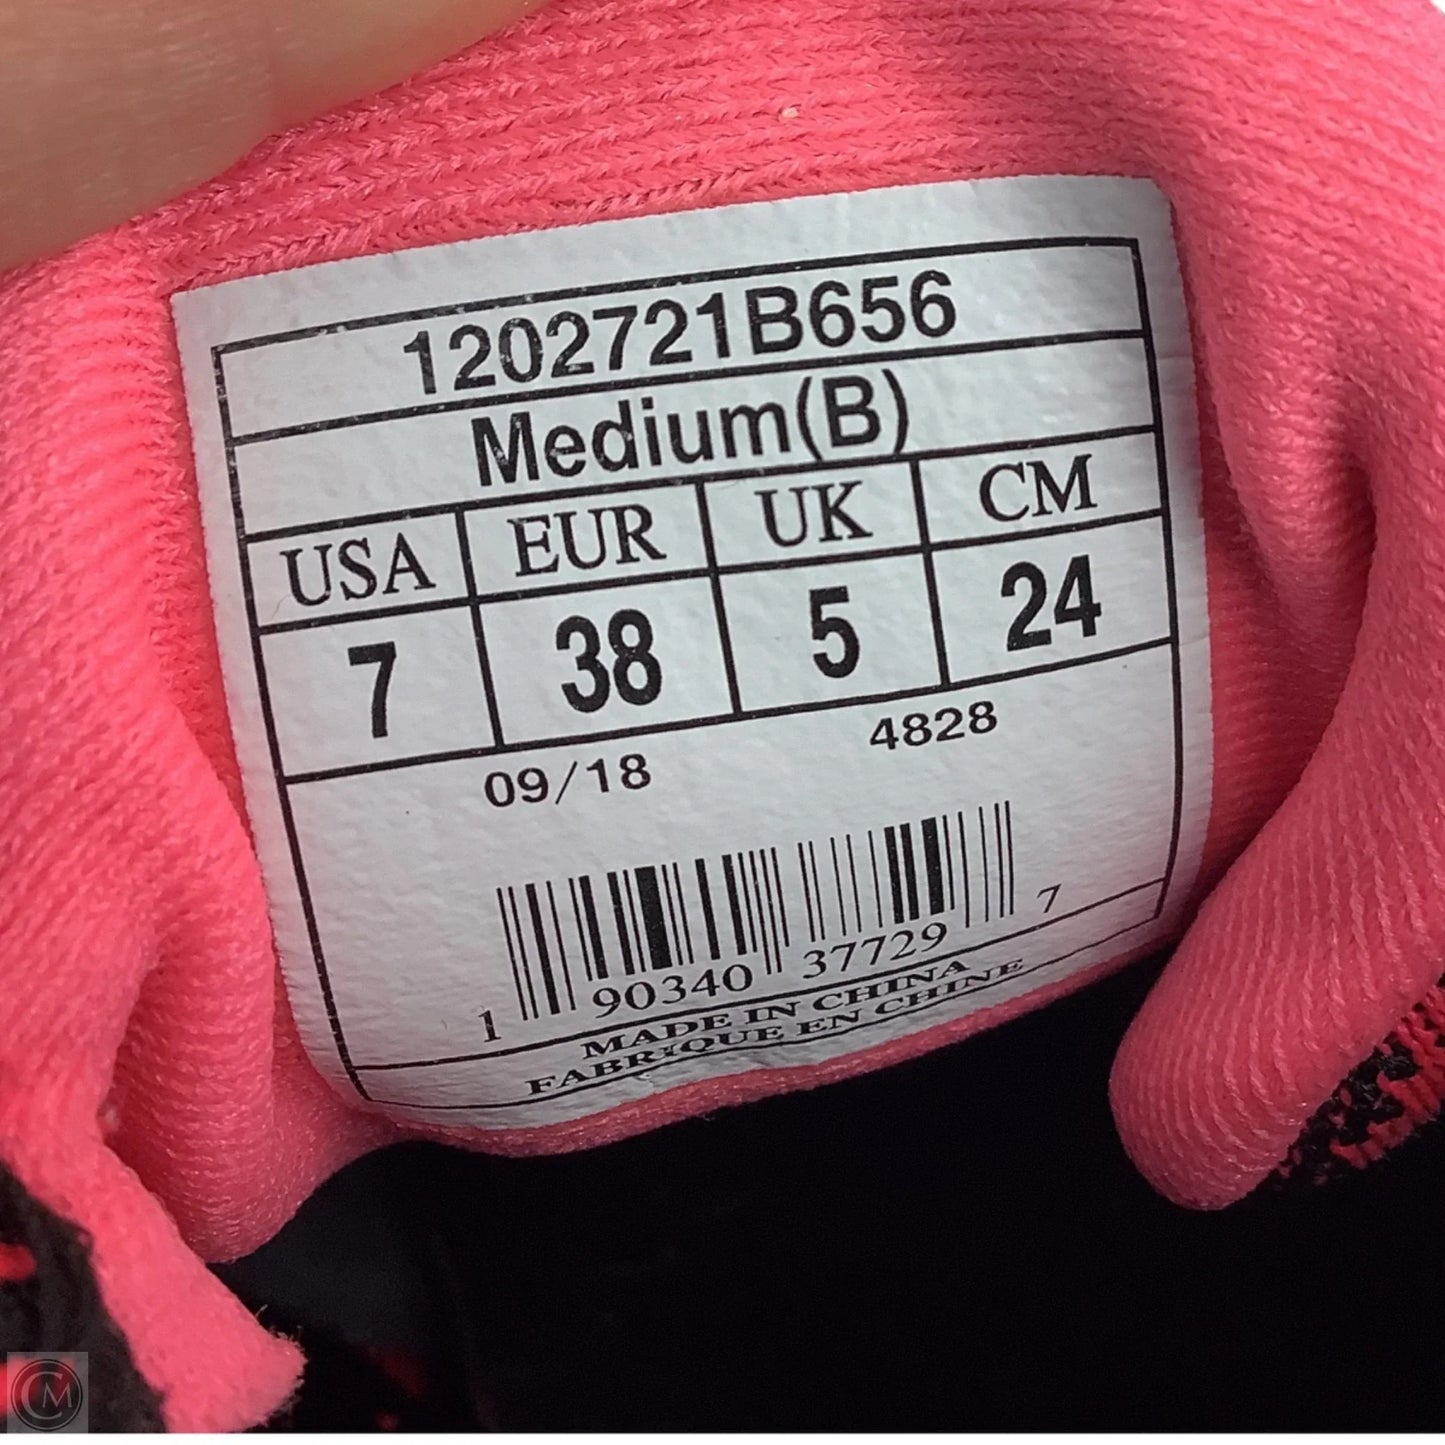 1202721B656
Medium(B)
USA EUR UK CM
7 38 5 24
09/18 4828
1 90340 37729 7
MADE IN CHINA
FABRIQUE EN CHINE
CM